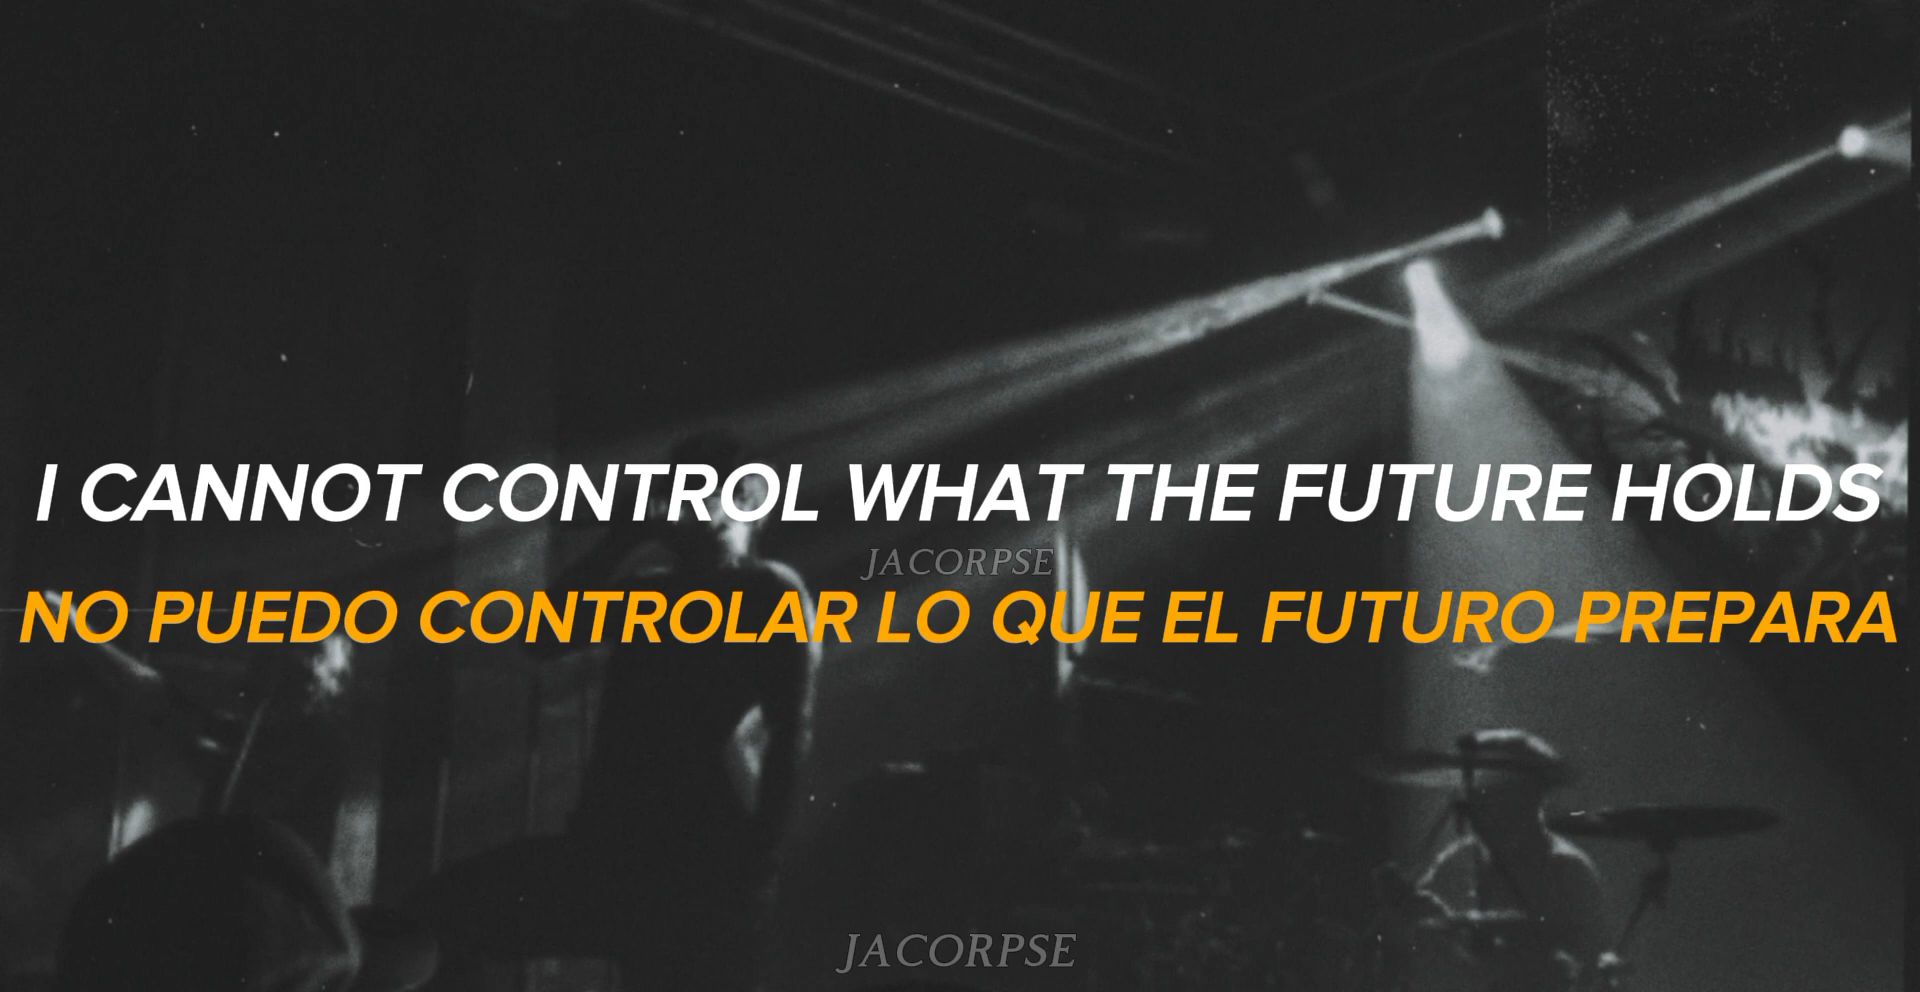 I CANNOT CONTROL WHAT THE FUTURE HOLDS
JACORPSE
NO PUEDO CONTROLAR LO QUE EL FUTURO PREPARA
JACORPSE